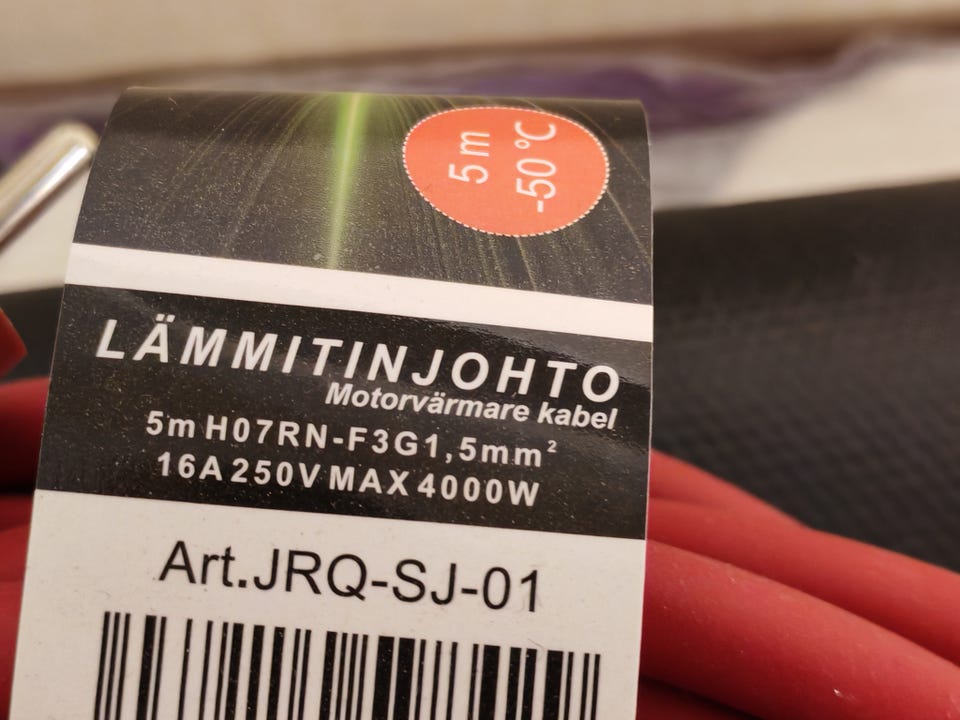 5 m
-50 °C
LÄMMITINJOHTO
Motorvärmare kabel
5m H07RN-F3G1,5mm²
16A 250V MAX 4000W
Art.JRQ-SJ-01